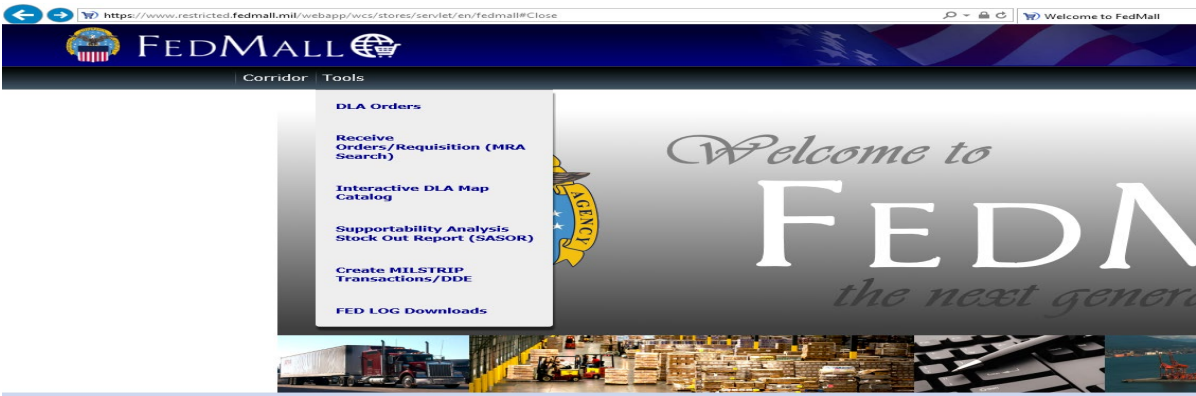 https://www.restricted.fedmall.mil/webapp/wcs/stores/servlet/en/fedmall#Close
Welcome to FedMall
FEDMALL
Corridor Tools
DLA Orders
Receive
Orders/Requisition (MRA
Search)
Interactive DLA Map
Catalog
Supportability Analysis
Stock Out Report (SASOR)
Create MILSTRIP
Transactions/DDE
FED LOG Downloads
AGENCY
Welcome to
FEDM
the next genera